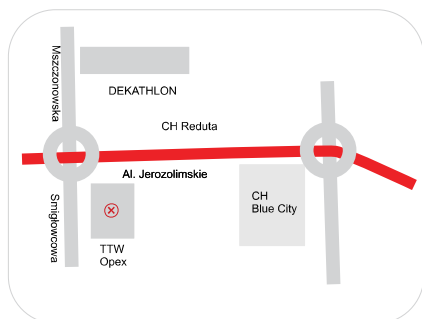 Mszczonowska
DEKATHLON
CH Reduta
Al. Jerozolimskie
Śmigłowcowa
CH
Blue City
TTW
Opex